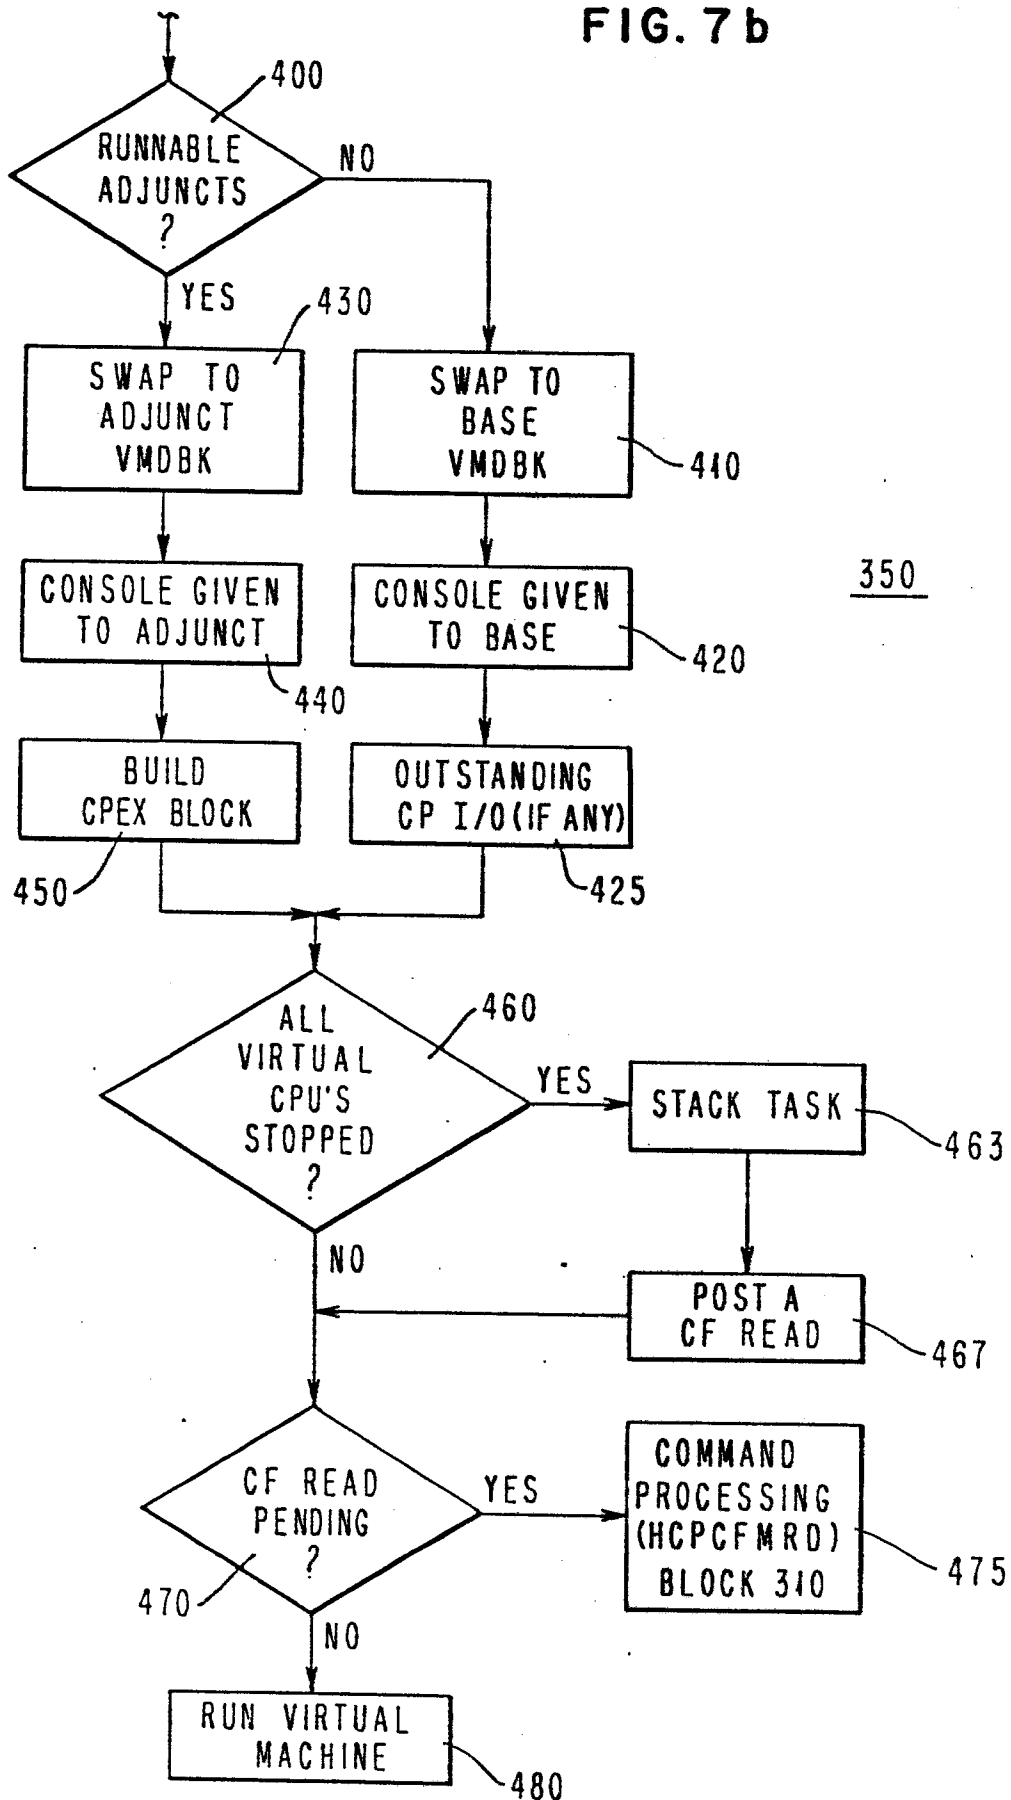 FIG. 7b
400
RUNNABLE
ADJUNCTS
?
NO
YES
430
SWAP TO
ADJUNCT
VMDBK
SWAP TO
BASE
VMDBK
410
CONSOLE GIVEN
TO ADJUNCT
440
CONSOLE GIVEN
TO BASE
420
350
BUILD
CPEX BLOCK
450
OUTSTANDING
CP I/O(IF ANY)
425
ALL
VIRTUAL
CPU'S
STOPPED
?
460
YES
STACK TASK
463
NO
POST A
CF READ
467
CF READ
PENDING
?
470
YES
COMMAND
PROCESSING
(HCPCFMRD)
BLOCK 310
475
NO
RUN VIRTUAL
MACHINE
480